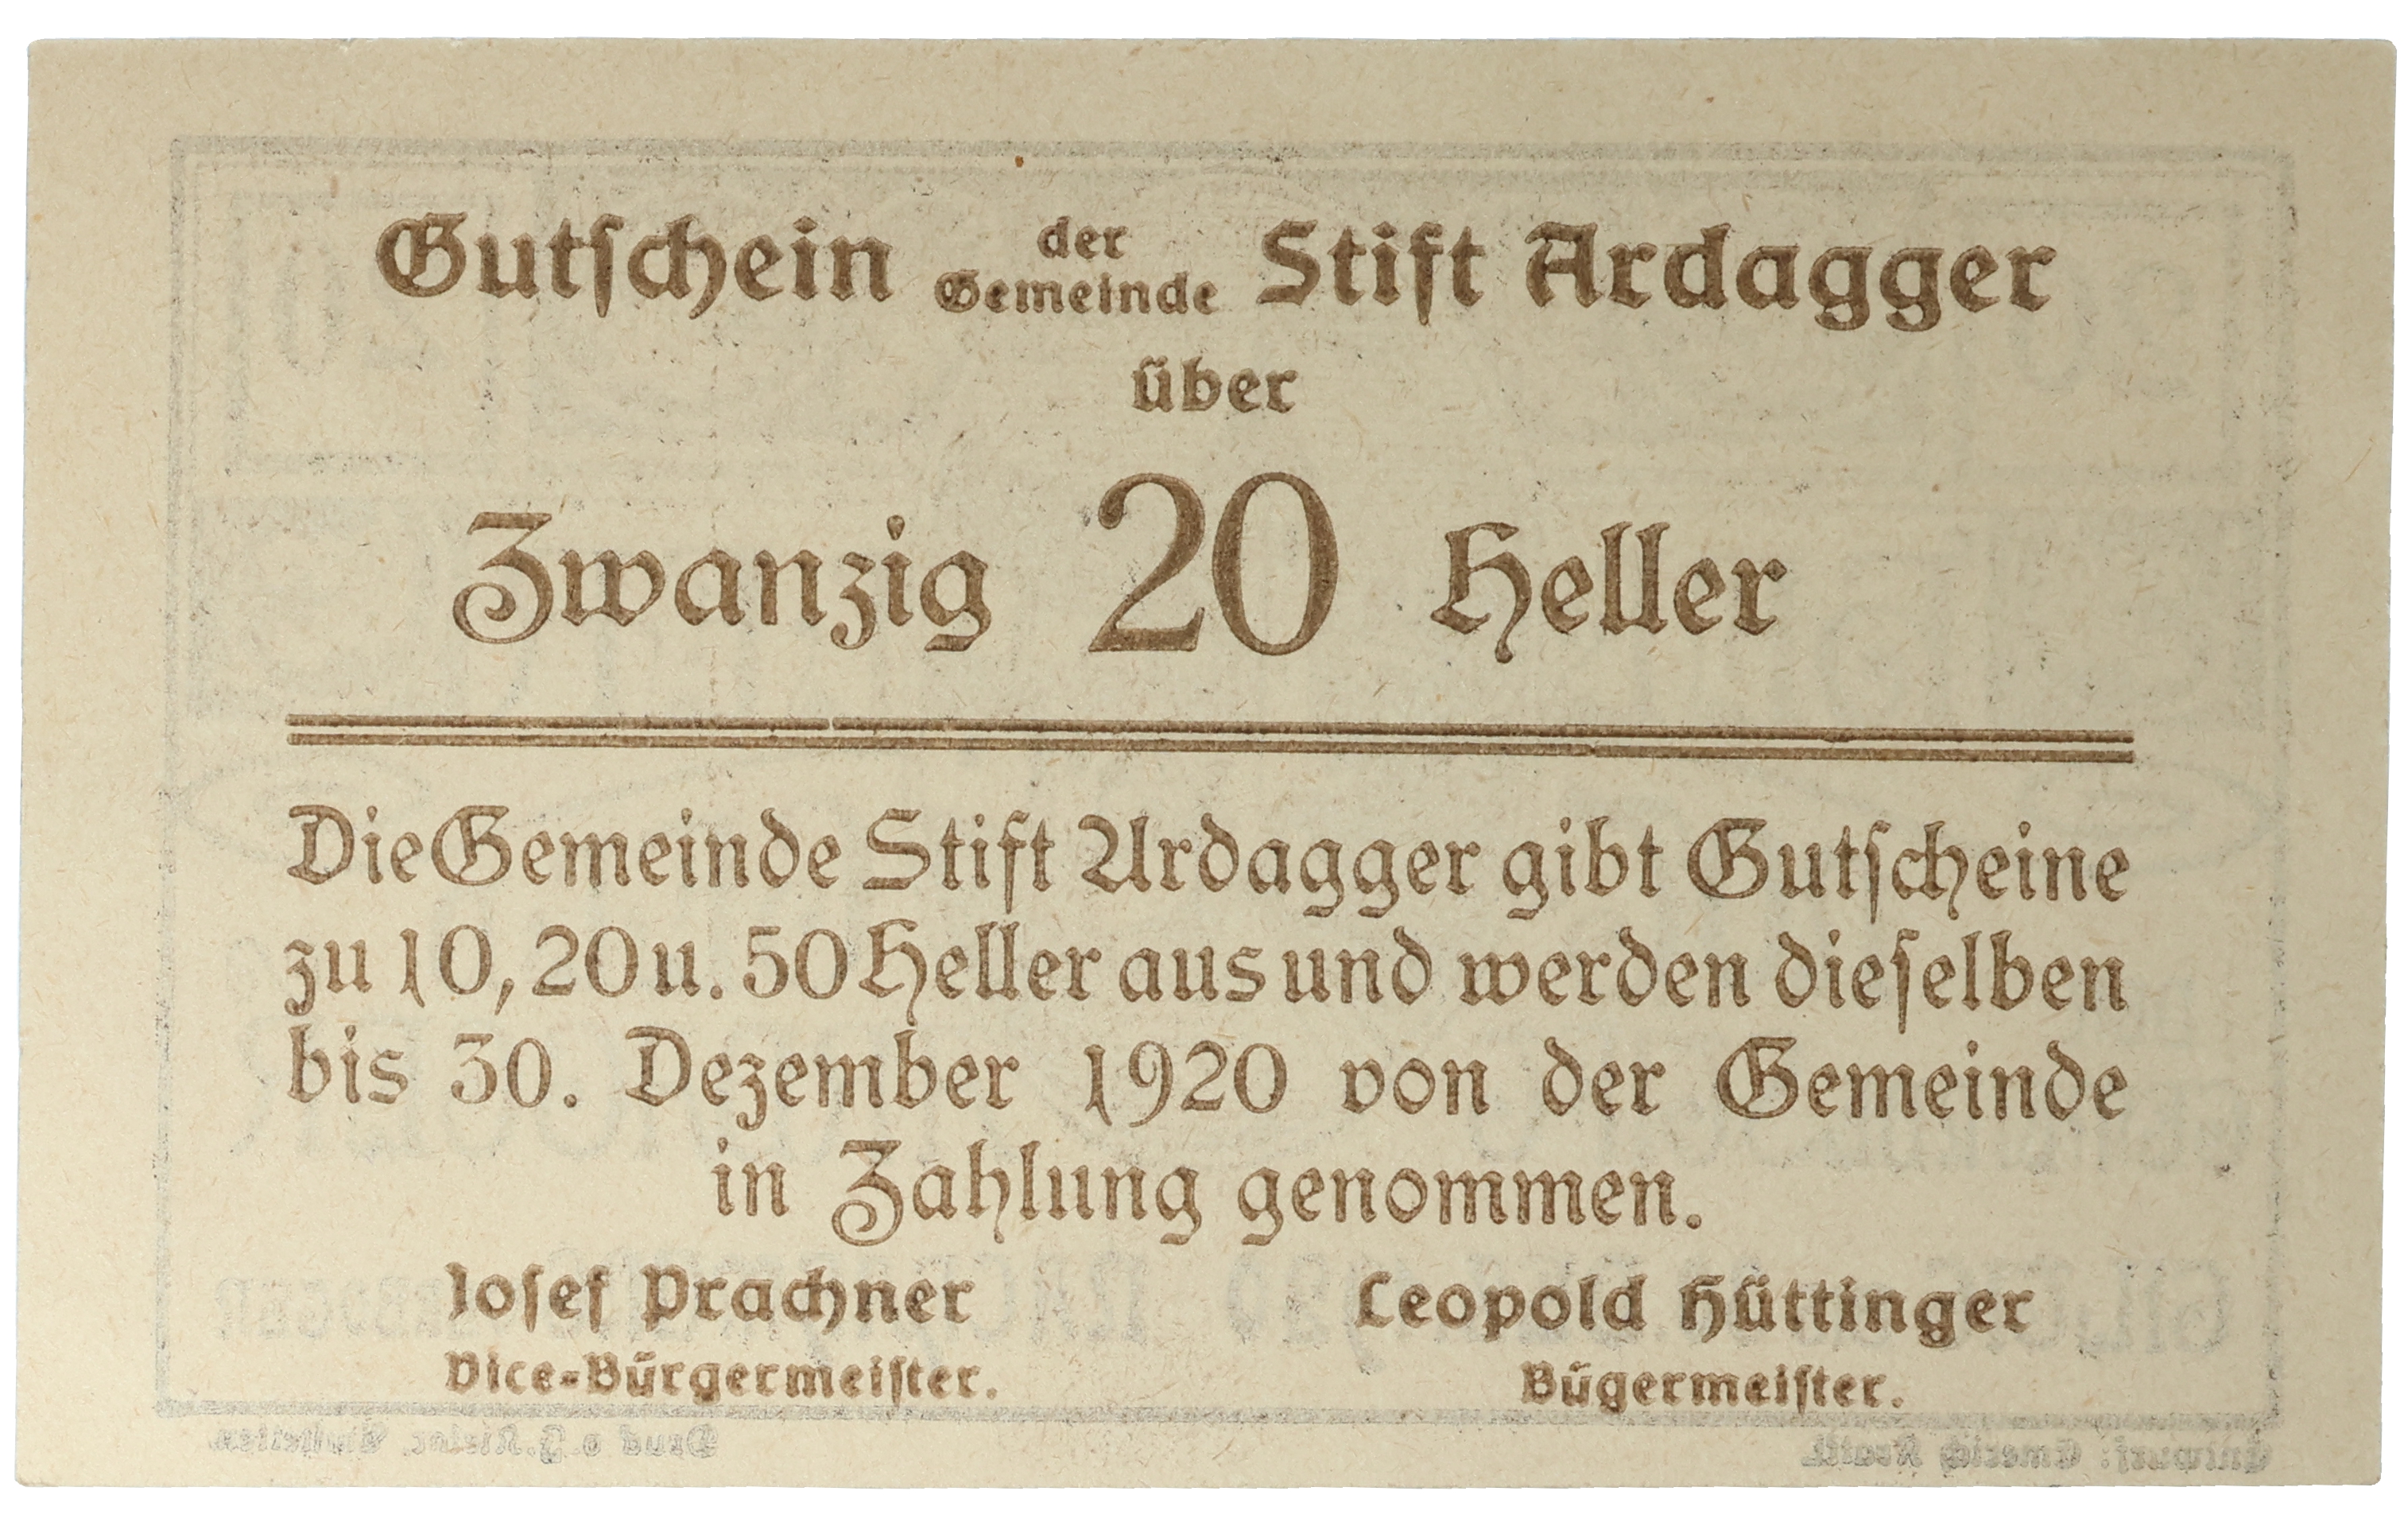 Gutschein der Gemeinde Stift Ardagger
über
Zwanzig 20 Heller
Die Gemeinde Stift Ardagger gibt Gutscheine
zu 10, 20 u. 50 Heller aus und werden dieselben
bis 30. Dezember 1920 von der Gemeinde
in Zahlung genommen.
Josef Prachner Leopold Hüttinger
Vice-Bürgermeister. Bügermeister.